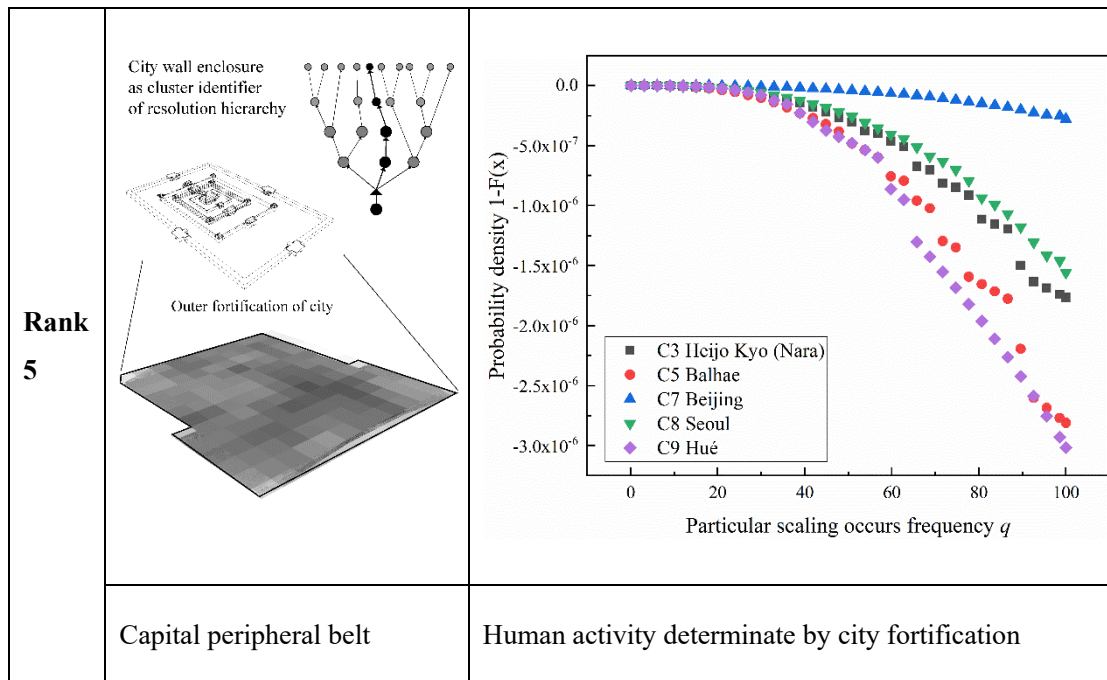 Rank
5
City wall enclosure
as cluster identifier
of resolution hierarchy
Outer fortification of city
Probability density 1-F(x)
0.0
-5.0x10⁻⁷
-1.0x10⁻⁶
-1.5x10⁻⁶
-2.0x10⁻⁶
-2.5x10⁻⁶
-3.0x10⁻⁶
C3 Heijo Kyo (Nara)
C5 Balhae
C7 Beijing
C8 Seoul
C9 Hué
0 20 40 60 80 100
Particular scaling occurs frequency q
Capital peripheral belt
Human activity determinate by city fortification